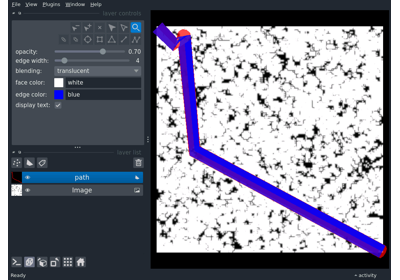 File View Plugins Window Help
layer controls
opacity: 0.70
edge width: 4
blending: translucent
face color: white
edge color: blue
display text:
layer list
path
Image
Ready
activity